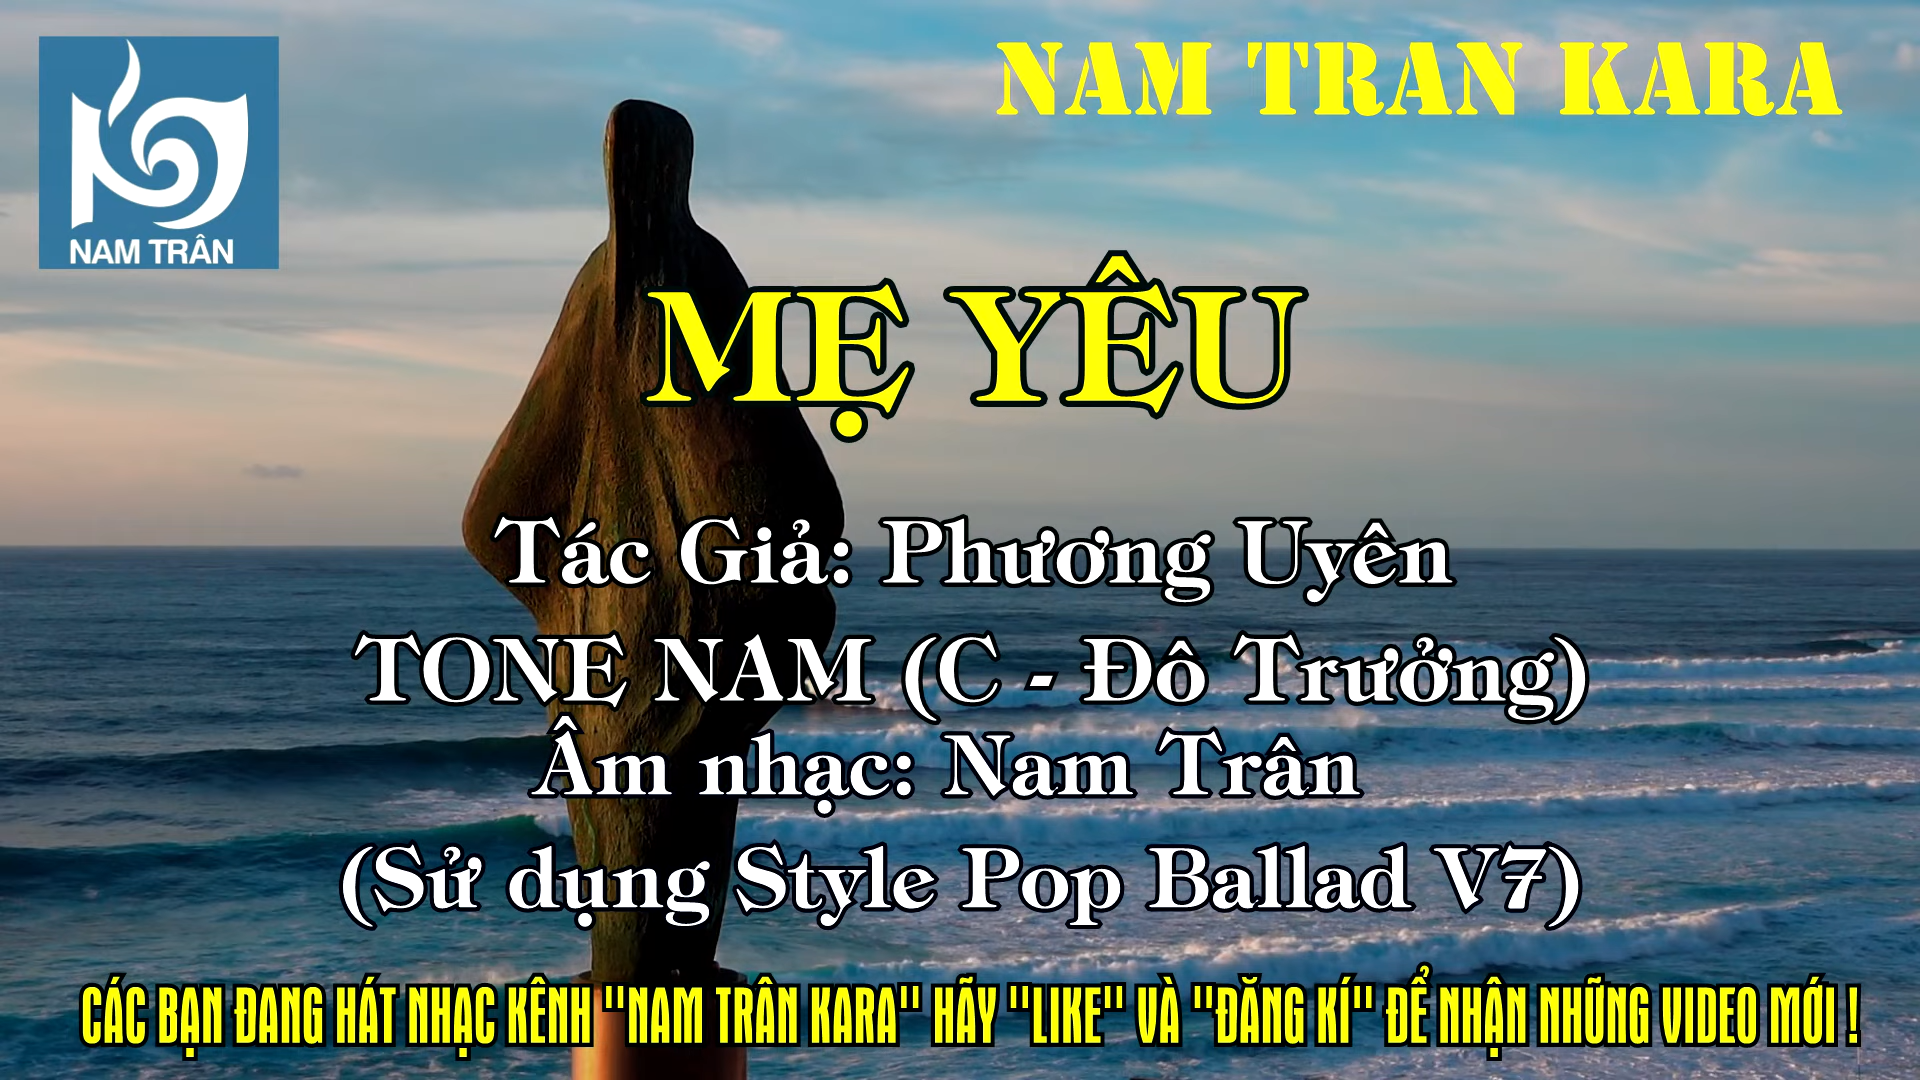 NAM TRÂN
NAM TRAN KARA
MẸ YÊU
Tác Giả: Phương Uyên
TONE NAM (C - Đô Trưởng)
Âm nhạc: Nam Trân
(Sử dụng Style Pop Ballad V7)
CÁC BẠN ĐANG HÁT NHẠC KÊNH "NAM TRÂN KARA" HÃY "LIKE" VÀ "ĐĂNG KÍ" ĐỂ NHẬN NHỮNG VIDEO MỚI !